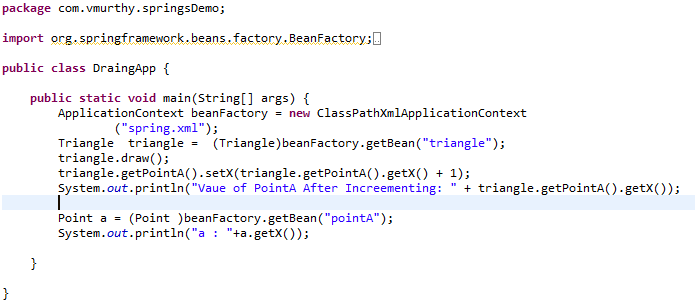 package com.vmurthy.springsDemo;
import org.springframework.beans.factory.BeanFactory;
public class DraingApp {
public static void main(String[] args) {
ApplicationContext beanFactory = new ClassPathXmlApplicationContext
("spring.xml");
Triangle  triangle =  (Triangle)beanFactory.getBean("triangle");
triangle.draw();
triangle.getPointA().setX(triangle.getPointA().getX() + 1);
System.out.println("Vaue of PointA After Increementing: " + triangle.getPointA().getX());
Point a = (Point )beanFactory.getBean("pointA");
System.out.println("a : "+a.getX());
}
}